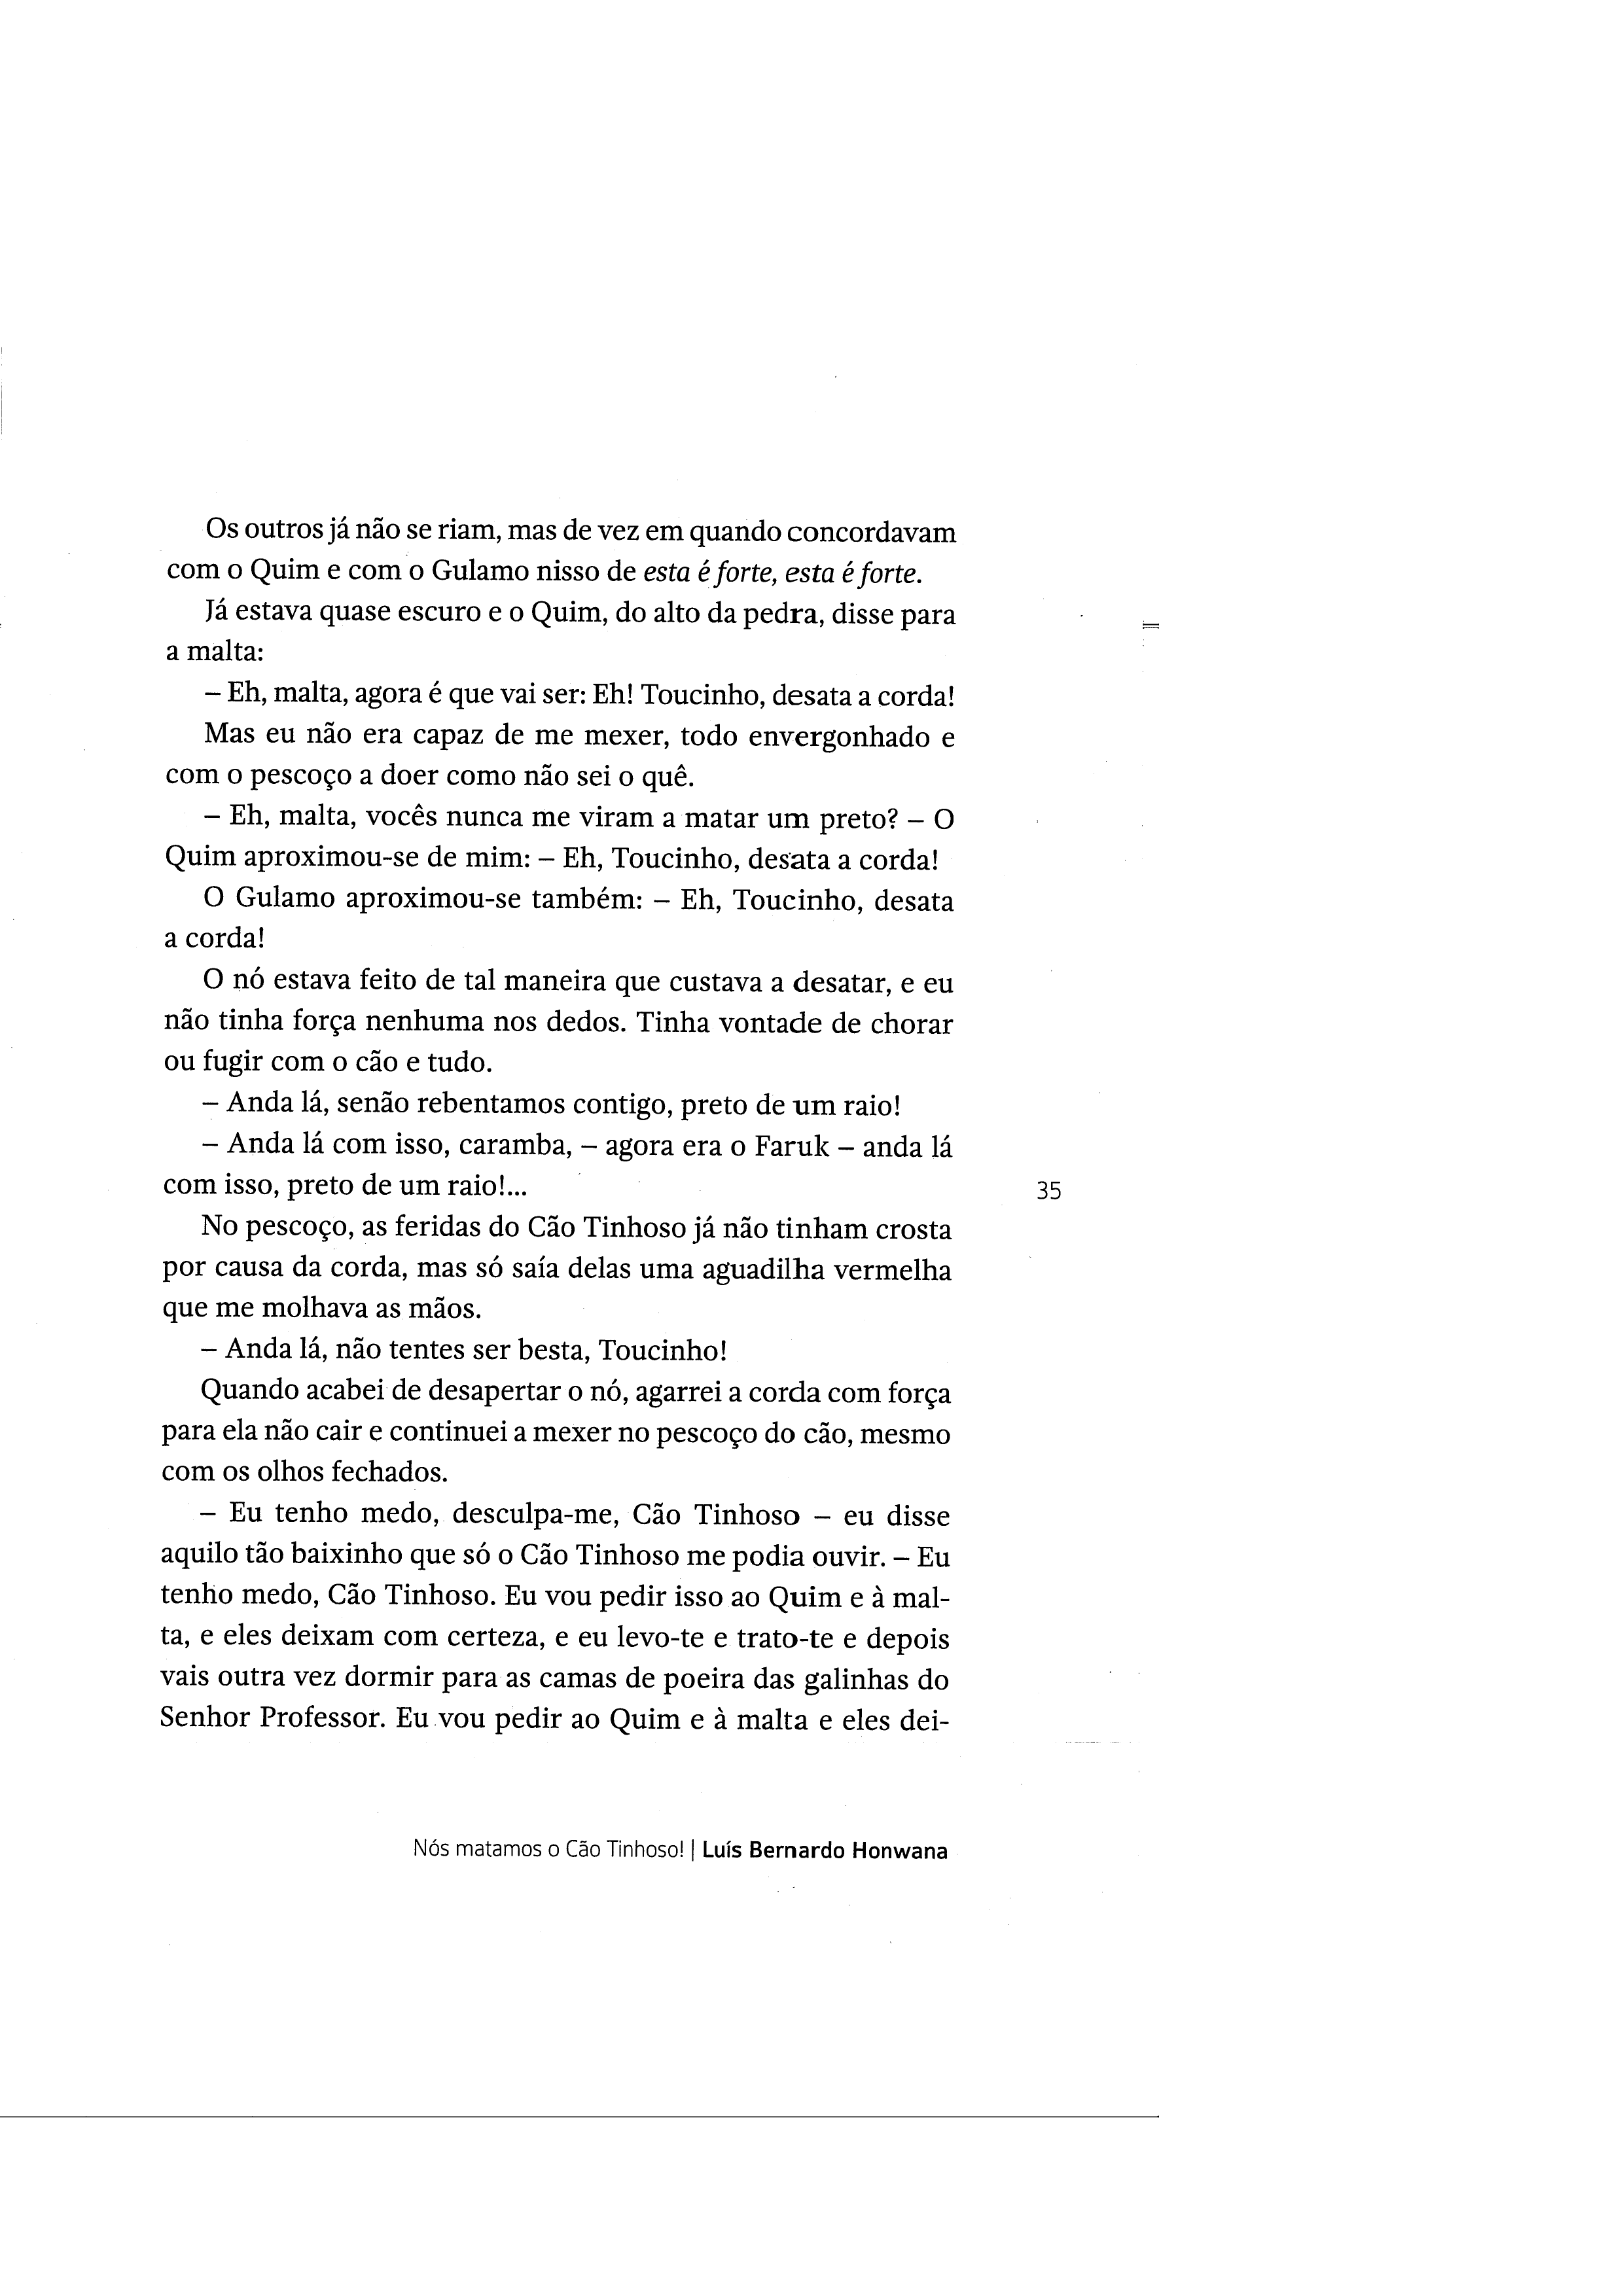 Os outros já não se riam, mas de vez em quando concordavam
com o Quim e com o Gulamo nisso de esta é forte, esta é forte.
Já estava quase escuro e o Quim, do alto da pedra, disse para
a malta:
– Eh, malta, agora é que vai ser: Eh! Toucinho, desata a corda!
Mas eu não era capaz de me mexer, todo envergonhado e
com o pescoço a doer como não sei o quê.
– Eh, malta, vocês nunca me viram a matar um preto? – O
Quim aproximou-se de mim: – Eh, Toucinho, desata a corda!
O Gulamo aproximou-se também: – Eh, Toucinho, desata
a corda!
O nó estava feito de tal maneira que custava a desatar, e eu
não tinha força nenhuma nos dedos. Tinha vontade de chorar
ou fugir com o cão e tudo.
– Anda lá, senão rebentamos contigo, preto de um raio!
– Anda lá com isso, caramba, – agora era o Faruk – anda lá
com isso, preto de um raio!...
35
No pescoço, as feridas do Cão Tinhoso já não tinham crosta
por causa da corda, mas só saía delas uma aguadilha vermelha
que me molhava as mãos.
– Anda lá, não tentes ser besta, Toucinho!
Quando acabei de desapertar o nó, agarrei a corda com força
para ela não cair e continuei a mexer no pescoço do cão, mesmo
com os olhos fechados.
– Eu tenho medo, desculpa-me, Cão Tinhoso – eu disse
aquilo tão baixinho que só o Cão Tinhoso me podia ouvir. – Eu
tenho medo, Cão Tinhoso. Eu vou pedir isso ao Quim e à mal-
ta, e eles deixam com certeza, e eu levo-te e trato-te e depois
vais outra vez dormir para as camas de poeira das galinhas do
Senhor Professor. Eu vou pedir ao Quim e à malta e eles dei-
Nós matamos o Cão Tinhoso! | Luís Bernardo Honwana